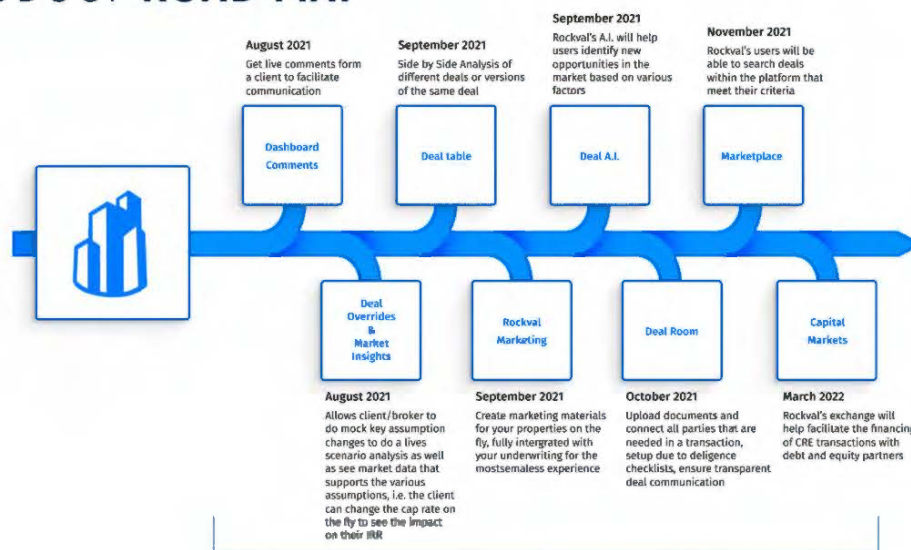 ROAD MAP
August 2021
Get live comments form
a client to facilitate
communication
Dashboard
Comments
September 2021
Side by Side Analysis of
different deals or versions
of the same deal
Deal table
September 2021
Rockval's A.I. will help
users identify new
opportunities in the
market based on various
factors
Deal A.I.
November 2021
Rockval's users will be
able to search deals
within the platform that
meet their criteria
Marketplace
Deal
Overrides
&
Market
Insights
August 2021
Allows client/broker to
do mock key assumption
changes to do a lives
scenario analysis as well
as see market data that
supports the various
assumptions, i.e. the client
can change the cap rate on
the fly to see the impact
on their IRR
Rockval
Marketing
September 2021
Create marketing materials
for your properties on the
fly, fully intergrated with
your underwriting for the
mostsemaless experience
Deal Room
October 2021
Upload documents and
connect all parties that are
needed in a transaction,
setup due to deligence
checklists, ensure transparent
deal communication
Capital
Markets
March 2022
Rockval's exchange will
help facilitate the financing
of CRE transactions with
debt and equity partners